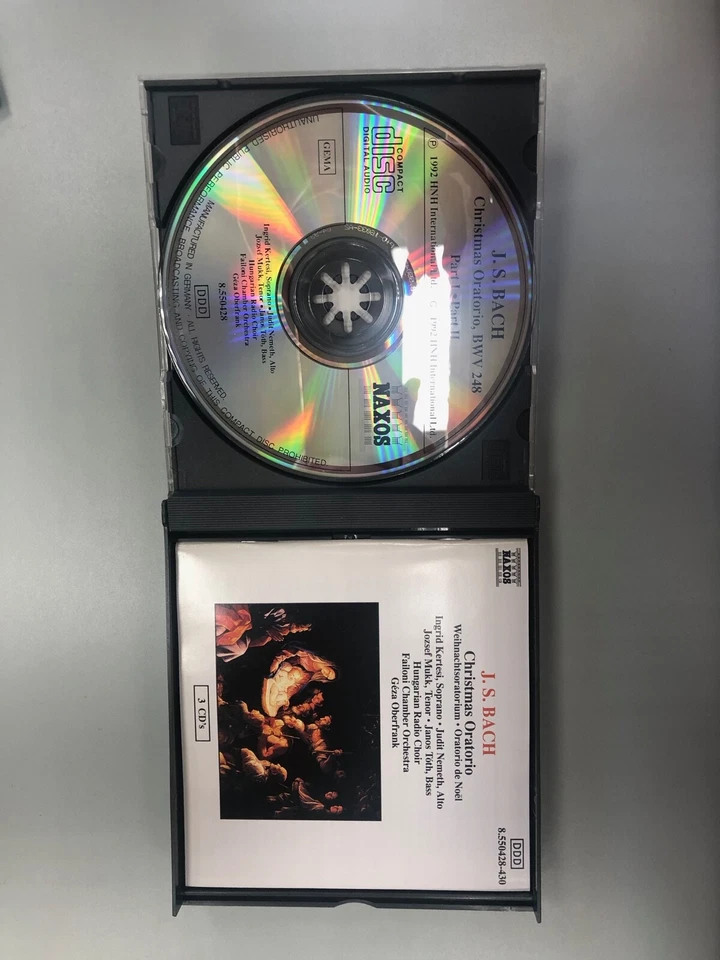 J. S. BACH
Christmas Oratorio, BWV 248
Part I • Part II
℗ 1992 HNH International Ltd. © 1992 HNH International Ltd.
COMPACT
disc
DIGITAL AUDIO
NAXOS
GEMA
DDD
8.550428
Ingrid Kertesi, Soprano • Judit Nemeth, Alto
Jozsef Mukk, Tenor • Janos Tóth, Bass
Hungarian Radio Choir
Failoni Chamber Orchestra
Géza Oberfrank
MANUFACTURED IN GERMANY ALL RIGHTS RESERVED
UNAUTHORISED PUBLIC PERFORMANCE, BROADCASTING AND COPYING OF THIS COMPACT DISC PROHIBITED
NAXOS
DDD
8.550428-430
J. S. BACH
Christmas Oratorio
Weihnachtsoratorium • Oratorio de Noël
Ingrid Kertesi, Soprano • Judit Nemeth, Alto
Jozsef Mukk, Tenor • Janos Tóth, Bass
Hungarian Radio Choir
Failoni Chamber Orchestra
Géza Oberfrank
3 CD's